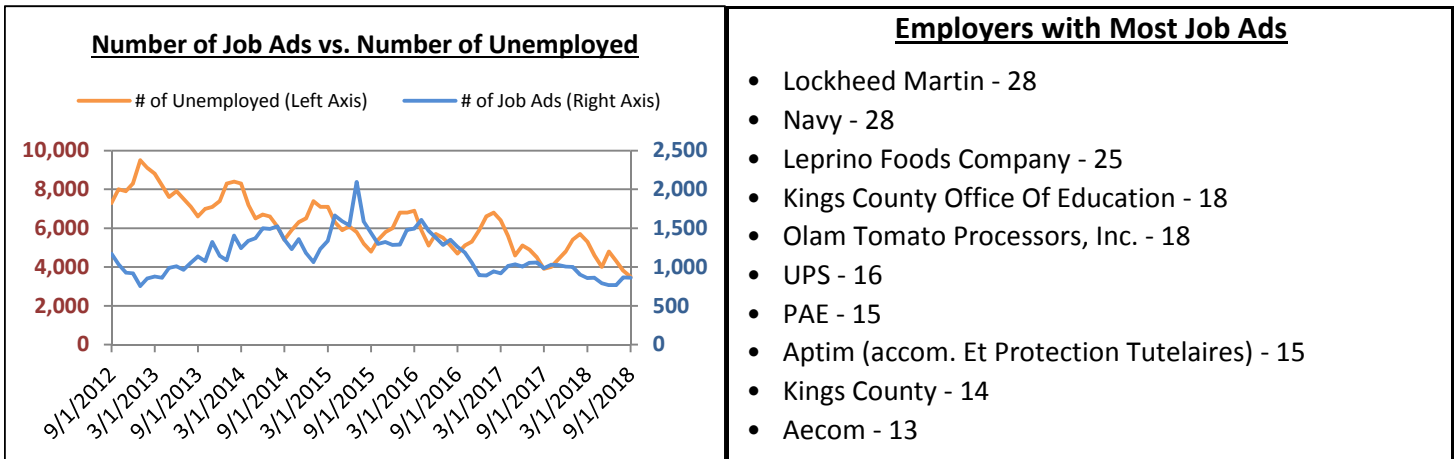 Number of Job Ads vs. Number of Unemployed
# of Unemployed (Left Axis)
# of Job Ads (Right Axis)
10,000
8,000
6,000
4,000
2,000
0
2,500
2,000
1,500
1,000
500
0
9/1/2012
3/1/2013
9/1/2013
3/1/2014
9/1/2014
3/1/2015
9/1/2015
3/1/2016
9/1/2016
3/1/2017
9/1/2017
3/1/2018
9/1/2018
Employers with Most Job Ads
• Lockheed Martin - 28
• Navy - 28
• Leprino Foods Company - 25
• Kings County Office Of Education - 18
• Olam Tomato Processors, Inc. - 18
• UPS - 16
• PAE - 15
• Aptim (accom. Et Protection Tutelaires) - 15
• Kings County - 14
• Aecom - 13